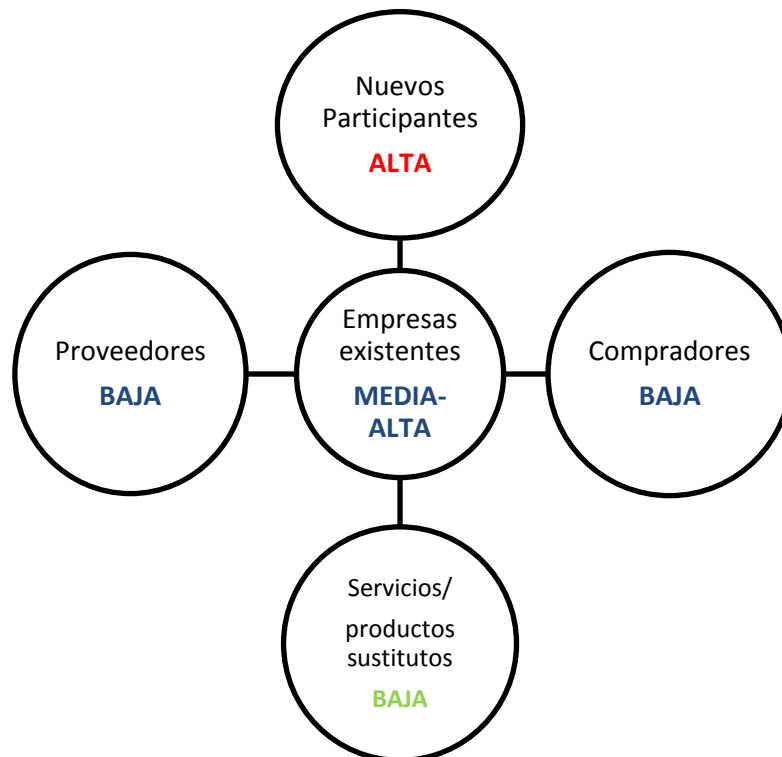 Nuevos
Participantes
ALTA
Proveedores
BAJA
Empresas
existentes
MEDIA-
ALTA
Compradores
BAJA
Servicios/
productos
sustitutos
BAJA